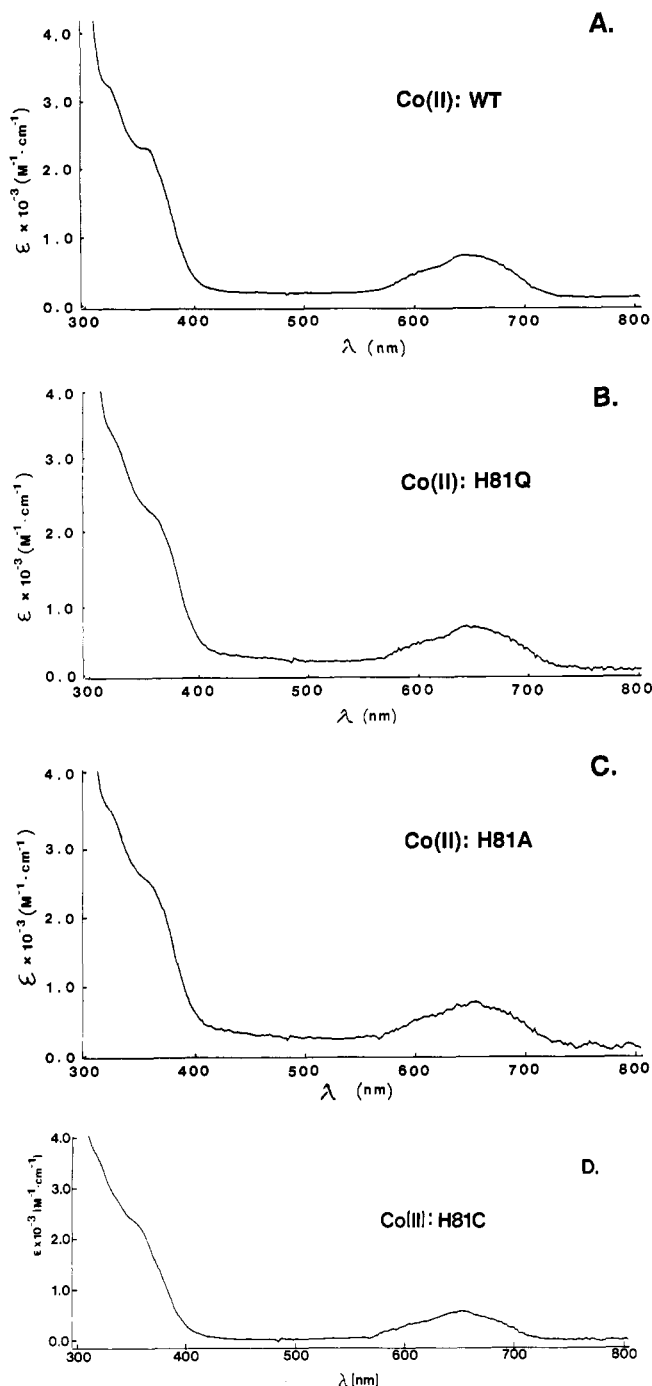 A.
Co(II): WT
4.0
3.0
2.0
1.0
0.0
ε × 10⁻³ (M⁻¹·cm⁻¹)
300 400 500 600 700 800
λ (nm)
B.
Co(II): H81Q
4.0
3.0
2.0
1.0
0.0
ε × 10⁻³ (M⁻¹·cm⁻¹)
300 400 500 600 700 800
λ (nm)
C.
Co(II): H81A
4.0
3.0
2.0
1.0
0.0
ε × 10⁻³ (M⁻¹·cm⁻¹)
300 400 500 600 700 800
λ (nm)
D.
Co[II]: H81C
4.0
3.0
2.0
1.0
0.0
ε × 10⁻³ [M⁻¹·cm⁻¹]
300 400 500 600 700 800
λ [nm]